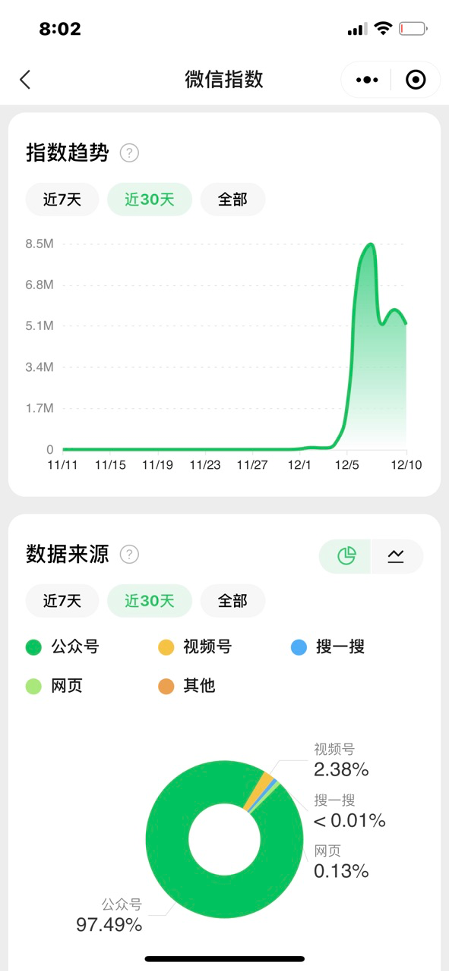 8:02
微信指数
指数趋势 ?
近7天 近30天 全部
8.5M
6.8M
5.1M
3.4M
1.7M
0
11/11 11/15 11/19 11/23 11/27 12/1 12/5 12/10
数据来源 ?
近7天 近30天 全部
公众号 视频号 搜一搜
网页 其他
视频号
2.38%
搜一搜
< 0.01%
网页
0.13%
公众号
97.49%